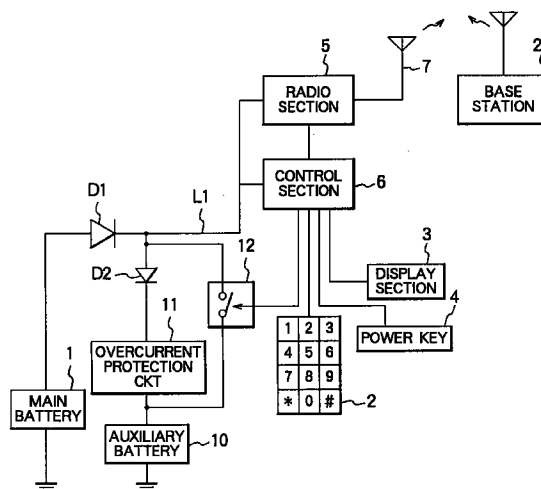 5
7
2
RADIO
SECTION
BASE
STATION
CONTROL
SECTION
6
D1
L1
D2
12
3
DISPLAY
SECTION
4
POWER KEY
11
1 2 3
4 5 6
7 8 9
* 0 #
2
OVERCURRENT
PROTECTION
CKT
1
MAIN
BATTERY
AUXILIARY
BATTERY
10